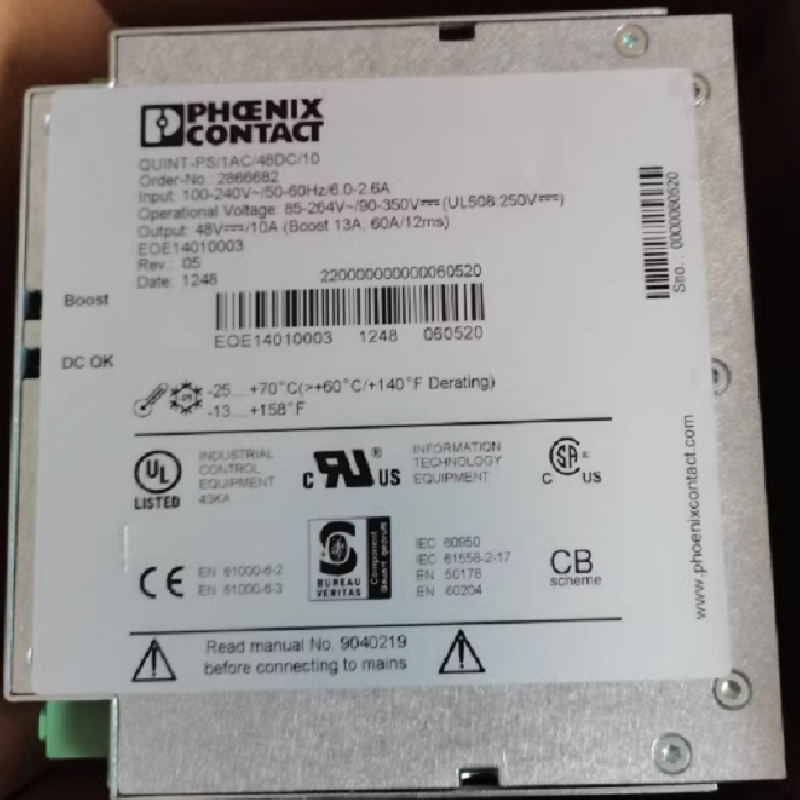 PHŒNIX
CONTACT
QUINT-PS/1AC/48DC/10
Order-No.: 2866682
Input: 100-240V~/50-60Hz/6.0-2.6A
Operational Voltage: 85-264V~/90-350V⎓(UL508:250V⎓)
Output: 48V⎓/10A (Boost 13A, 60A/12ms)
EOE14010003
Rev.: 05
Date: 1248
220000000000060520
EOE14010003 1248 060520
Boost
DC OK
Sno.: 0000060520
-25....+70°C(>+60°C/+140°F Derating)
-13....+158°F
UL
LISTED
INDUSTRIAL
CONTROL
EQUIPMENT
43KA
c RU ® US
INFORMATION
TECHNOLOGY
EQUIPMENT
C SA US
CE
EN 61000-6-2
EN 61000-6-3
BUREAU
VERITAS
Component
IEC 60950
IEC 61558-2-17
EN 50178
EN 60204
CB
scheme
www.phoenixcontact.com
Read manual No. 9040219
before connecting to mains